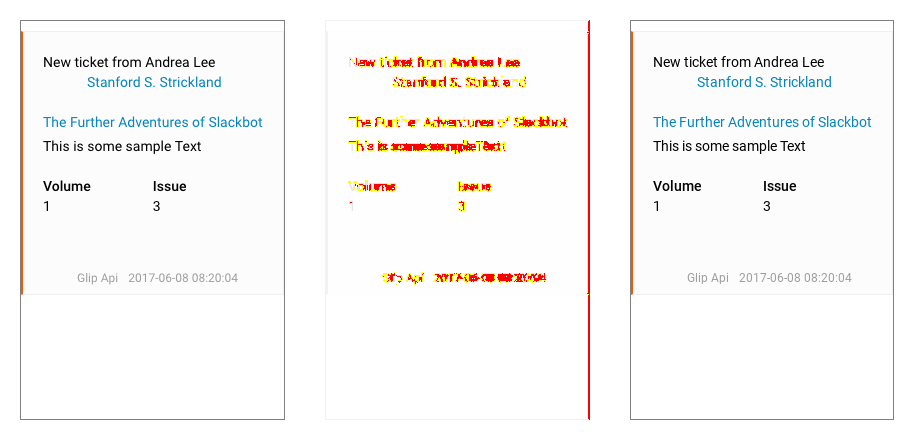 New ticket from Andrea Lee
Stanford S. Strickland
The Further Adventures of Slackbot
This is some sample Text
Volume Issue
1 3
Glip Api 2017-06-08 08:20:04
New ticket from Andrea Lee
Stanford S. Strickland
The Further Adventures of Slackbot
This is some sample Text
Volume Issue
1 3
Glip Api 2017-06-08 08:20:04
New ticket from Andrea Lee
Stanford S. Strickland
The Further Adventures of Slackbot
This is some sample Text
Volume Issue
1 3
Glip Api 2017-06-08 08:20:04